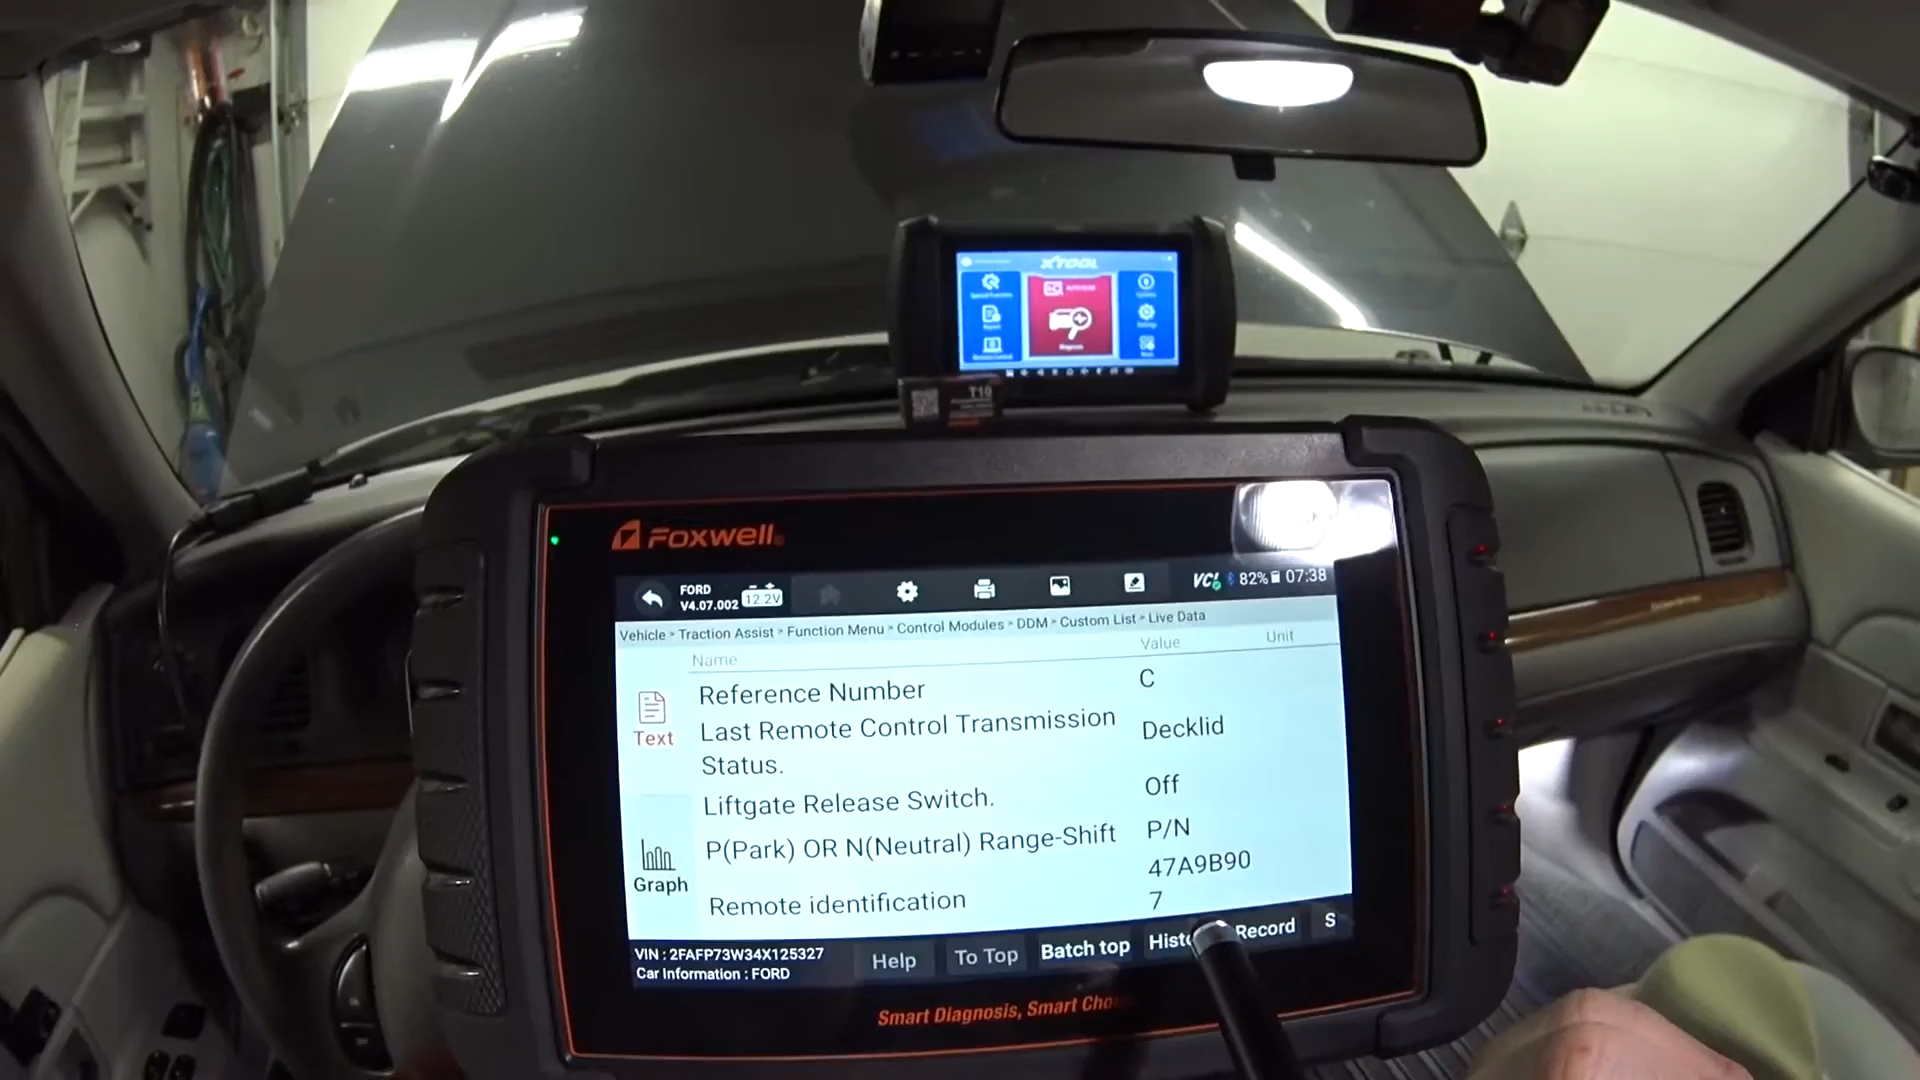 XTOOL
T10
FOXWELL
FORD
V4.07.002
12.2V
VCI
82%
07:38
Vehicle > Traction Assist > Function Menu > Control Modules > DDM > Custom List > Live Data
Name Value Unit
Reference Number C
Last Remote Control Transmission Status. Decklid
Liftgate Release Switch. Off
P(Park) OR N(Neutral) Range-Shift P/N
Remote identification 47A9B90
7
Text
Graph
VIN : 2FAFP73W34X125327
Car Information : FORD
Help To Top Batch top Histo Record S
Smart Diagnosis, Smart Cho